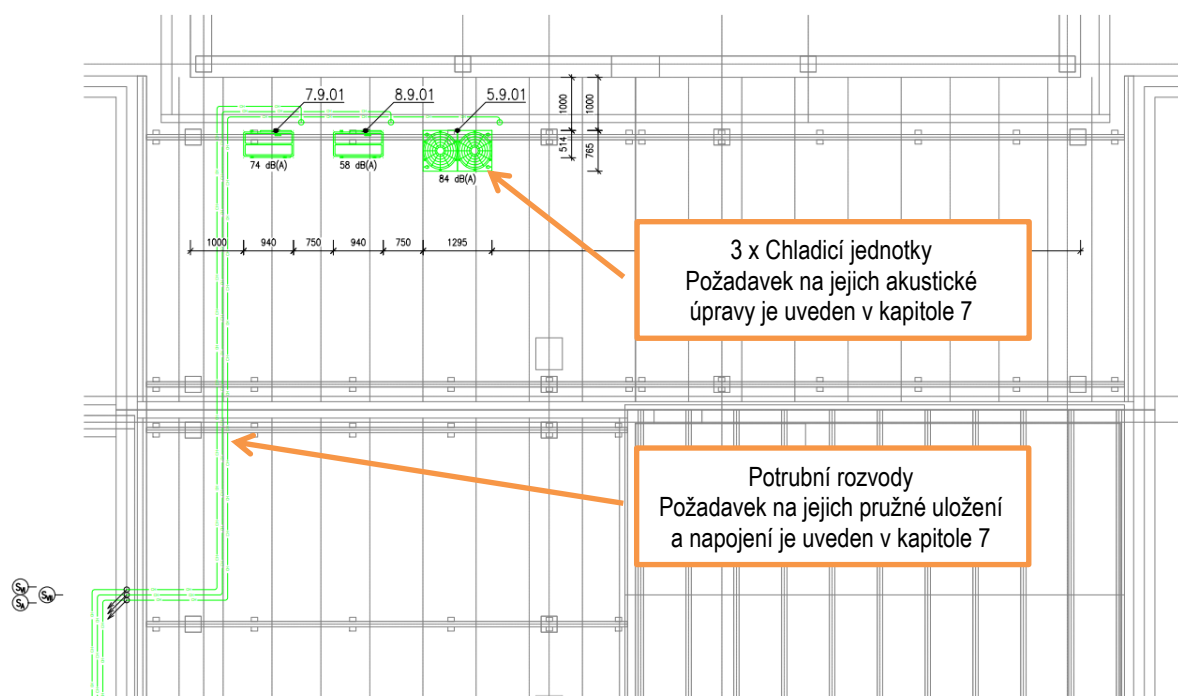 7.9.01
8.9.01
5.9.01
1000
1000
514
765
74 dB(A)
58 dB(A)
84 dB(A)
1000 940 750 940 750 1295
3 x Chladicí jednotky
Požadavek na jejich akustické
úpravy je uveden v kapitole 7
Potrubní rozvody
Požadavek na jejich pružné uložení
a napojení je uveden v kapitole 7